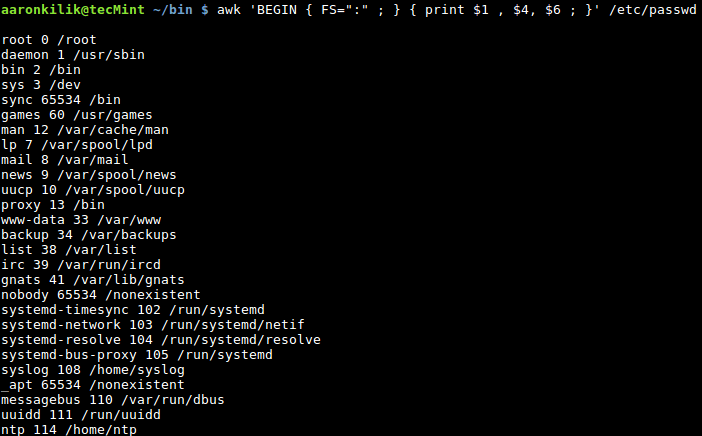 aaronkilik@tecMint ~/bin $ awk 'BEGIN { FS=":" ; } { print $1 , $4, $6 ; }' /etc/passwd
root 0 /root
daemon 1 /usr/sbin
bin 2 /bin
sys 3 /dev
sync 65534 /bin
games 60 /usr/games
man 12 /var/cache/man
lp 7 /var/spool/lpd
mail 8 /var/mail
news 9 /var/spool/news
uucp 10 /var/spool/uucp
proxy 13 /bin
www-data 33 /var/www
backup 34 /var/backups
list 38 /var/list
irc 39 /var/run/ircd
gnats 41 /var/lib/gnats
nobody 65534 /nonexistent
systemd-timesync 102 /run/systemd
systemd-network 103 /run/systemd/netif
systemd-resolve 104 /run/systemd/resolve
systemd-bus-proxy 105 /run/systemd
syslog 108 /home/syslog
_apt 65534 /nonexistent
messagebus 110 /var/run/dbus
uuidd 111 /run/uuidd
ntp 114 /home/ntp